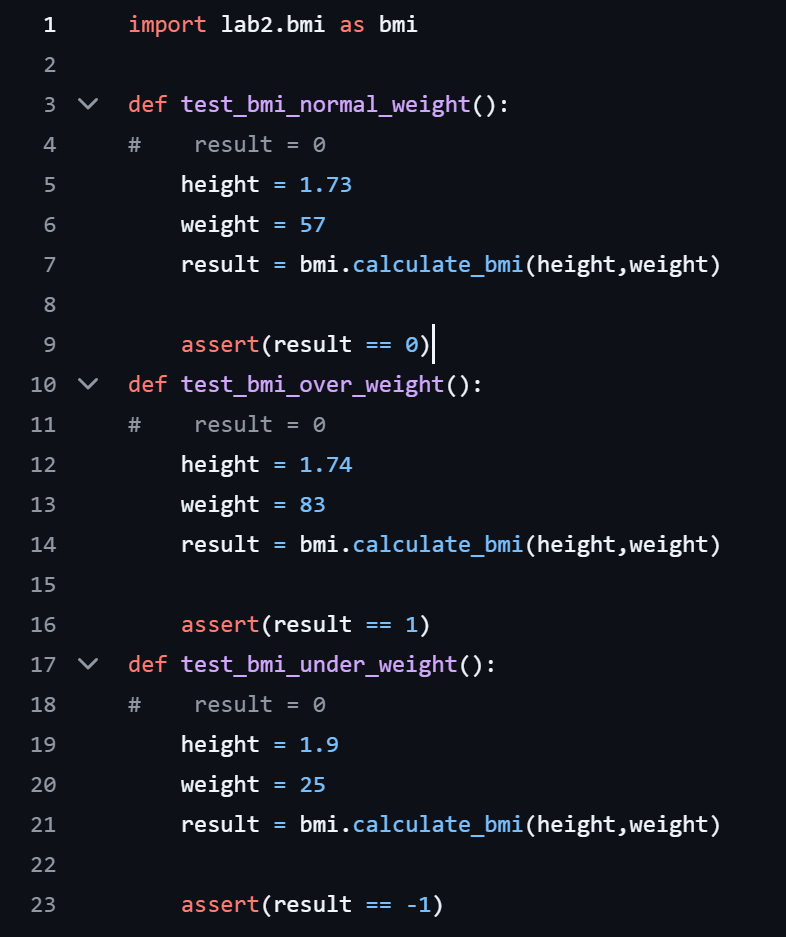 1 import lab2.bmi as bmi
2
3 def test_bmi_normal_weight():
4 #    result = 0
5     height = 1.73
6     weight = 57
7     result = bmi.calculate_bmi(height,weight)
8
9     assert(result == 0)
10 def test_bmi_over_weight():
11 #    result = 0
12     height = 1.74
13     weight = 83
14     result = bmi.calculate_bmi(height,weight)
15
16     assert(result == 1)
17 def test_bmi_under_weight():
18 #    result = 0
19     height = 1.9
20     weight = 25
21     result = bmi.calculate_bmi(height,weight)
22
23     assert(result == -1)